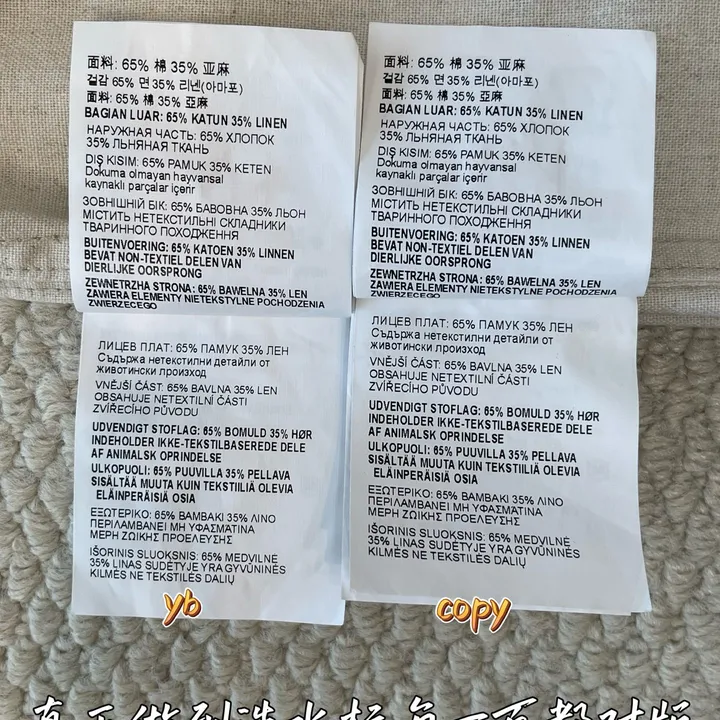 面料: 65% 棉 35% 亚麻
겉감 65% 면 35% 리넨(아마포)
面料: 65% 棉 35% 亞麻
BAGIAN LUAR: 65% KATUN 35% LINEN
НАРУЖНАЯ ЧАСТЬ: 65% ХЛОПОК
35% ЛЬНЯНАЯ ТКАНЬ
DIŞ KISIM: 65% PAMUK 35% KETEN
Dokuma olmayan hayvansal
kaynaklı parçalar içerir
ЗОВНІШНІЙ БІК: 65% БАВОВНА 35% ЛЬОН
МІСТИТЬ НЕТЕКСТИЛЬНІ СКЛАДНИКИ
ТВАРИННОГО ПОХОДЖЕННЯ
BUITENVOERING: 65% KATOEN 35% LINNEN
BEVAT NON-TEXTIEL DELEN VAN
DIERLIJKE OORSPRONG
ZEWNETRZHA STRONA: 65% BAWELNA 35% LEN
ZAWIERA ELEMENTY NIETEKSTYLNE POCHODZENIA
ZWIERZECEGO
ЛИЦЕВ ПЛАТ: 65% ПАМУК 35% ЛЕН
Съдържа нетекстилни детайли от
животински лроизход
VNĚJŠÍ ČÁST: 65% BAVLNA 35% LEN
OBSAHUJE NETEXTILNÍ ČÁSTI
ZVÍŘECÍHO PŮVODU
UDVENDIGT STOFLAG: 65% BOMULD 35% HØR
INDEHOLDER IKKE-TEKSTILBASEREDE DELE
AF ANIMALSK OPRINDELSE
ULKOPUOLI: 65% PUUVILLA 35% PELLAVA
SISÄLTÄÄ MUUTA KUIN TEKSTIILIÄ OLEVIA
ELÄINPERÄISIÄ OSIA
ΕΞΩΤΕΡΙΚΟ: 65% ΒΑΜΒΑΚΙ 35% ΛΙΝΟ
ΠΕΡΙΛΑΜΒΑΝΕΙ ΜΗ ΥΦΑΣΜΑΤΙΝΑ
ΜΕΡΗ ΖΩΙΚΗΣ ΠΡΟΕΛΕΥΣΗΣ
IŠORINIS SLUOKSNIS: 65% MEDVILNĖ
35% LINAS SUDĖTYJE YRA GYVŪNINĖS
KILMĖS NE TEKSTILĖS DALIŲ
yb
面料: 65% 棉 35% 亚麻
겉감 65% 면 35% 리넨(아마포)
面料: 65% 棉 35% 亞麻
BAGIAN LUAR: 65% KATUN 35% LINEN
НАРУЖНАЯ ЧАСТЬ: 65% ХЛОПОК
35% ЛЬНЯНАЯ ТКАНЬ
DIŞ KISIM: 65% PAMUK 35% KETEN
Dokuma olmayan hayvansal
kaynaklı parçalar içerir
ЗОВНІШНІЙ БІК: 65% БАВОВНА 35% ЛЬОН
МІСТИТЬ НЕТЕКСТИЛЬНІ СКЛАДНИКИ
ТВАРИННОГО ПОХОДЖЕННЯ
BUITENVOERING: 65% KATOEN 35% LINNEN
BEVAT NON-TEXTIEL DELEN VAN
DIERLIJKE OORSPRONG
ZEWNETRZHA STRONA: 65% BAWELNA 35% LEN
ZAWIERA ELEMENTY NIETEKSTYLNE POCHODZENIA
ZWIERZECEGO
ЛИЦЕВ ПЛАТ: 65% ПАМУК 35% ЛЕН
Съдържа нетекстилни детайли от
животински лроизход
VNĚJŠÍ ČÁST: 65% BAVLNA 35% LEN
OBSAHUJE NETEXTILNÍ ČÁSTI
ZVÍŘECÍHO PŮVODU
UDVENDIGT STOFLAG: 65% BOMULD 35% HØR
INDEHOLDER IKKE-TEKSTILBASEREDE DELE
AF ANIMALSK OPRINDELSE
ULKOPUOLI: 65% PUUVILLA 35% PELLAVA
SISÄLTÄÄ MUUTA KUIN TEKSTIILIÄ OLEVIA
ELÄINPERÄISIÄ OSIA
ΕΞΩΤΕΡΙΚΟ: 65% ΒΑΜΒΑΚΙ 35% ΛΙΝΟ
ΠΕΡΙΛΑΜΒΑΝΕΙ ΜΗ ΥΦΑΣΜΑΤΙΝΑ
ΜΕΡΗ ΖΩΙΚΗΣ ΠΡΟΕΛΕΥΣΗΣ
IŠORINIS SLUOKSNIS: 65% MEDVILNĖ
35% LINAS SUDĖTYJE YRA GYVŪNINĖS
KILMĖS NE TEKSTILĖS DALIŲ
copy
真正做到洗水标每一页都对版